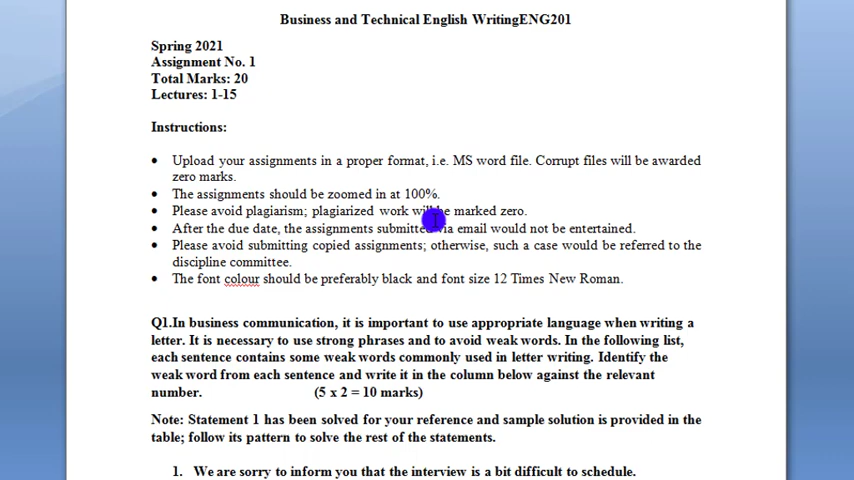 Business and Technical English WritingENG201
Spring 2021
Assignment No. 1
Total Marks: 20
Lectures: 1-15
Instructions:
• Upload your assignments in a proper format, i.e. MS word file. Corrupt files will be awarded
zero marks.
• The assignments should be zoomed in at 100%.
• Please avoid plagiarism; plagiarized work will be marked zero.
• After the due date, the assignments submitted via email would not be entertained.
• Please avoid submitting copied assignments; otherwise, such a case would be referred to the
discipline committee.
• The font colour should be preferably black and font size 12 Times New Roman.
Q1.In business communication, it is important to use appropriate language when writing a
letter. It is necessary to use strong phrases and to avoid weak words. In the following list,
each sentence contains some weak words commonly used in letter writing. Identify the
weak word from each sentence and write it in the column below against the relevant
number. (5 x 2 = 10 marks)
Note: Statement 1 has been solved for your reference and sample solution is provided in the
table; follow its pattern to solve the rest of the statements.
1. We are sorry to inform you that the interview is a bit difficult to schedule.